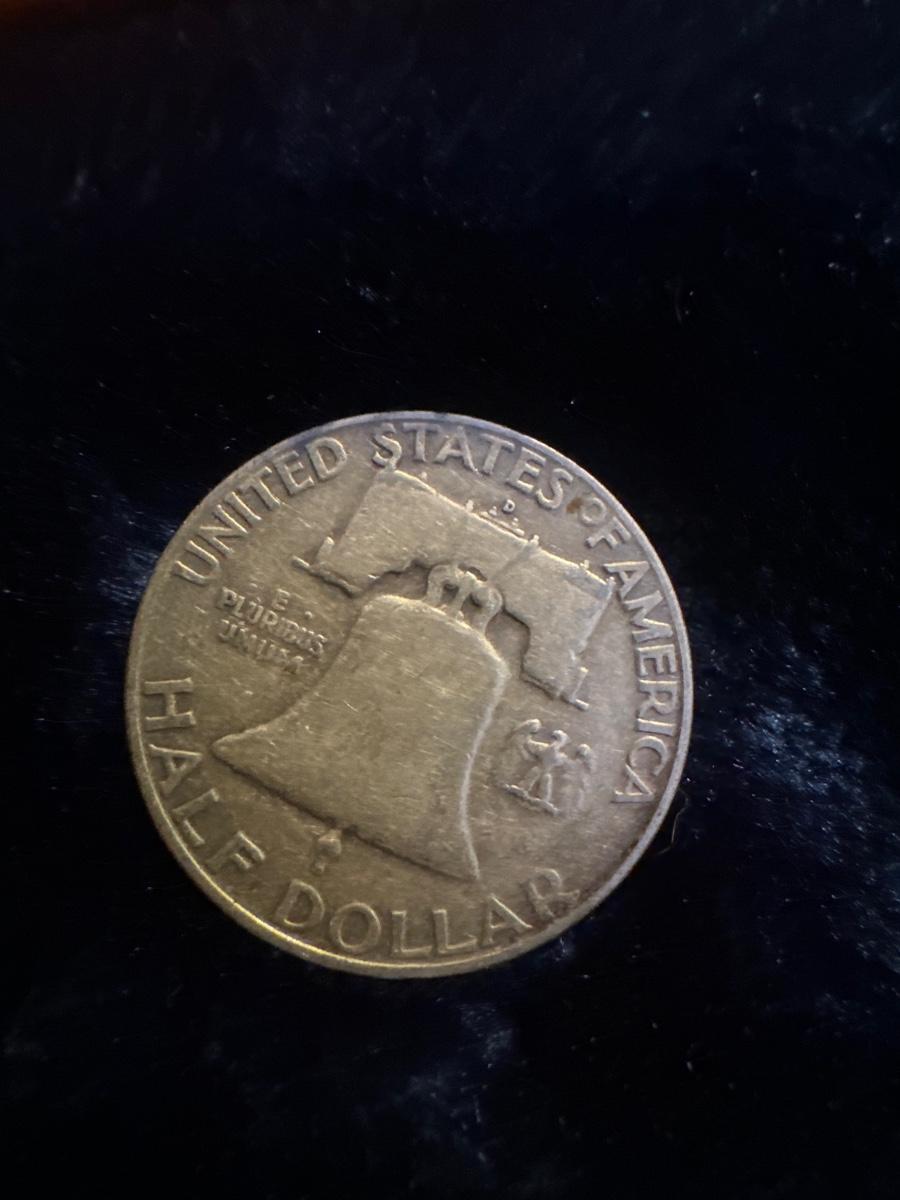 UNITED STATES OF AMERICA
D
E
PLURIBUS
UNUM
HALF DOLLAR